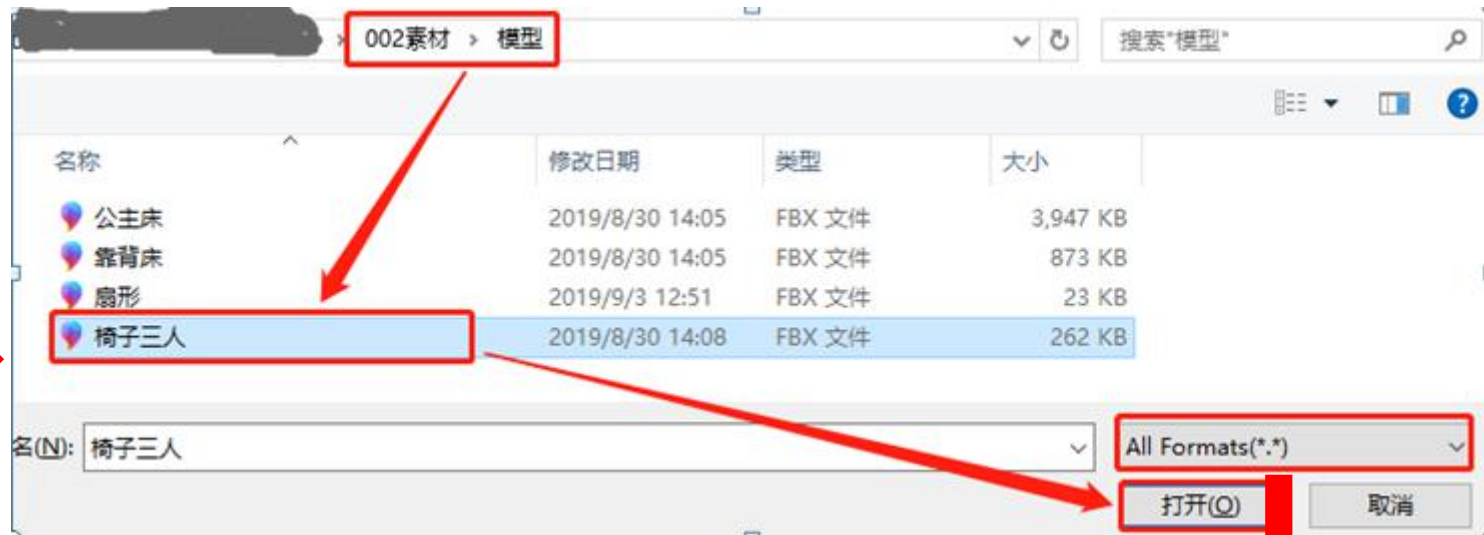 › 002素材 › 模型 搜索"模型"
名称 修改日期 类型 大小
公主床 2019/8/30 14:05 FBX 文件 3,947 KB
靠背床 2019/8/30 14:05 FBX 文件 873 KB
扇形 2019/9/3 12:51 FBX 文件 23 KB
椅子三人 2019/8/30 14:08 FBX 文件 262 KB
名(N): 椅子三人 All Formats(*.*)
打开(O) 取消